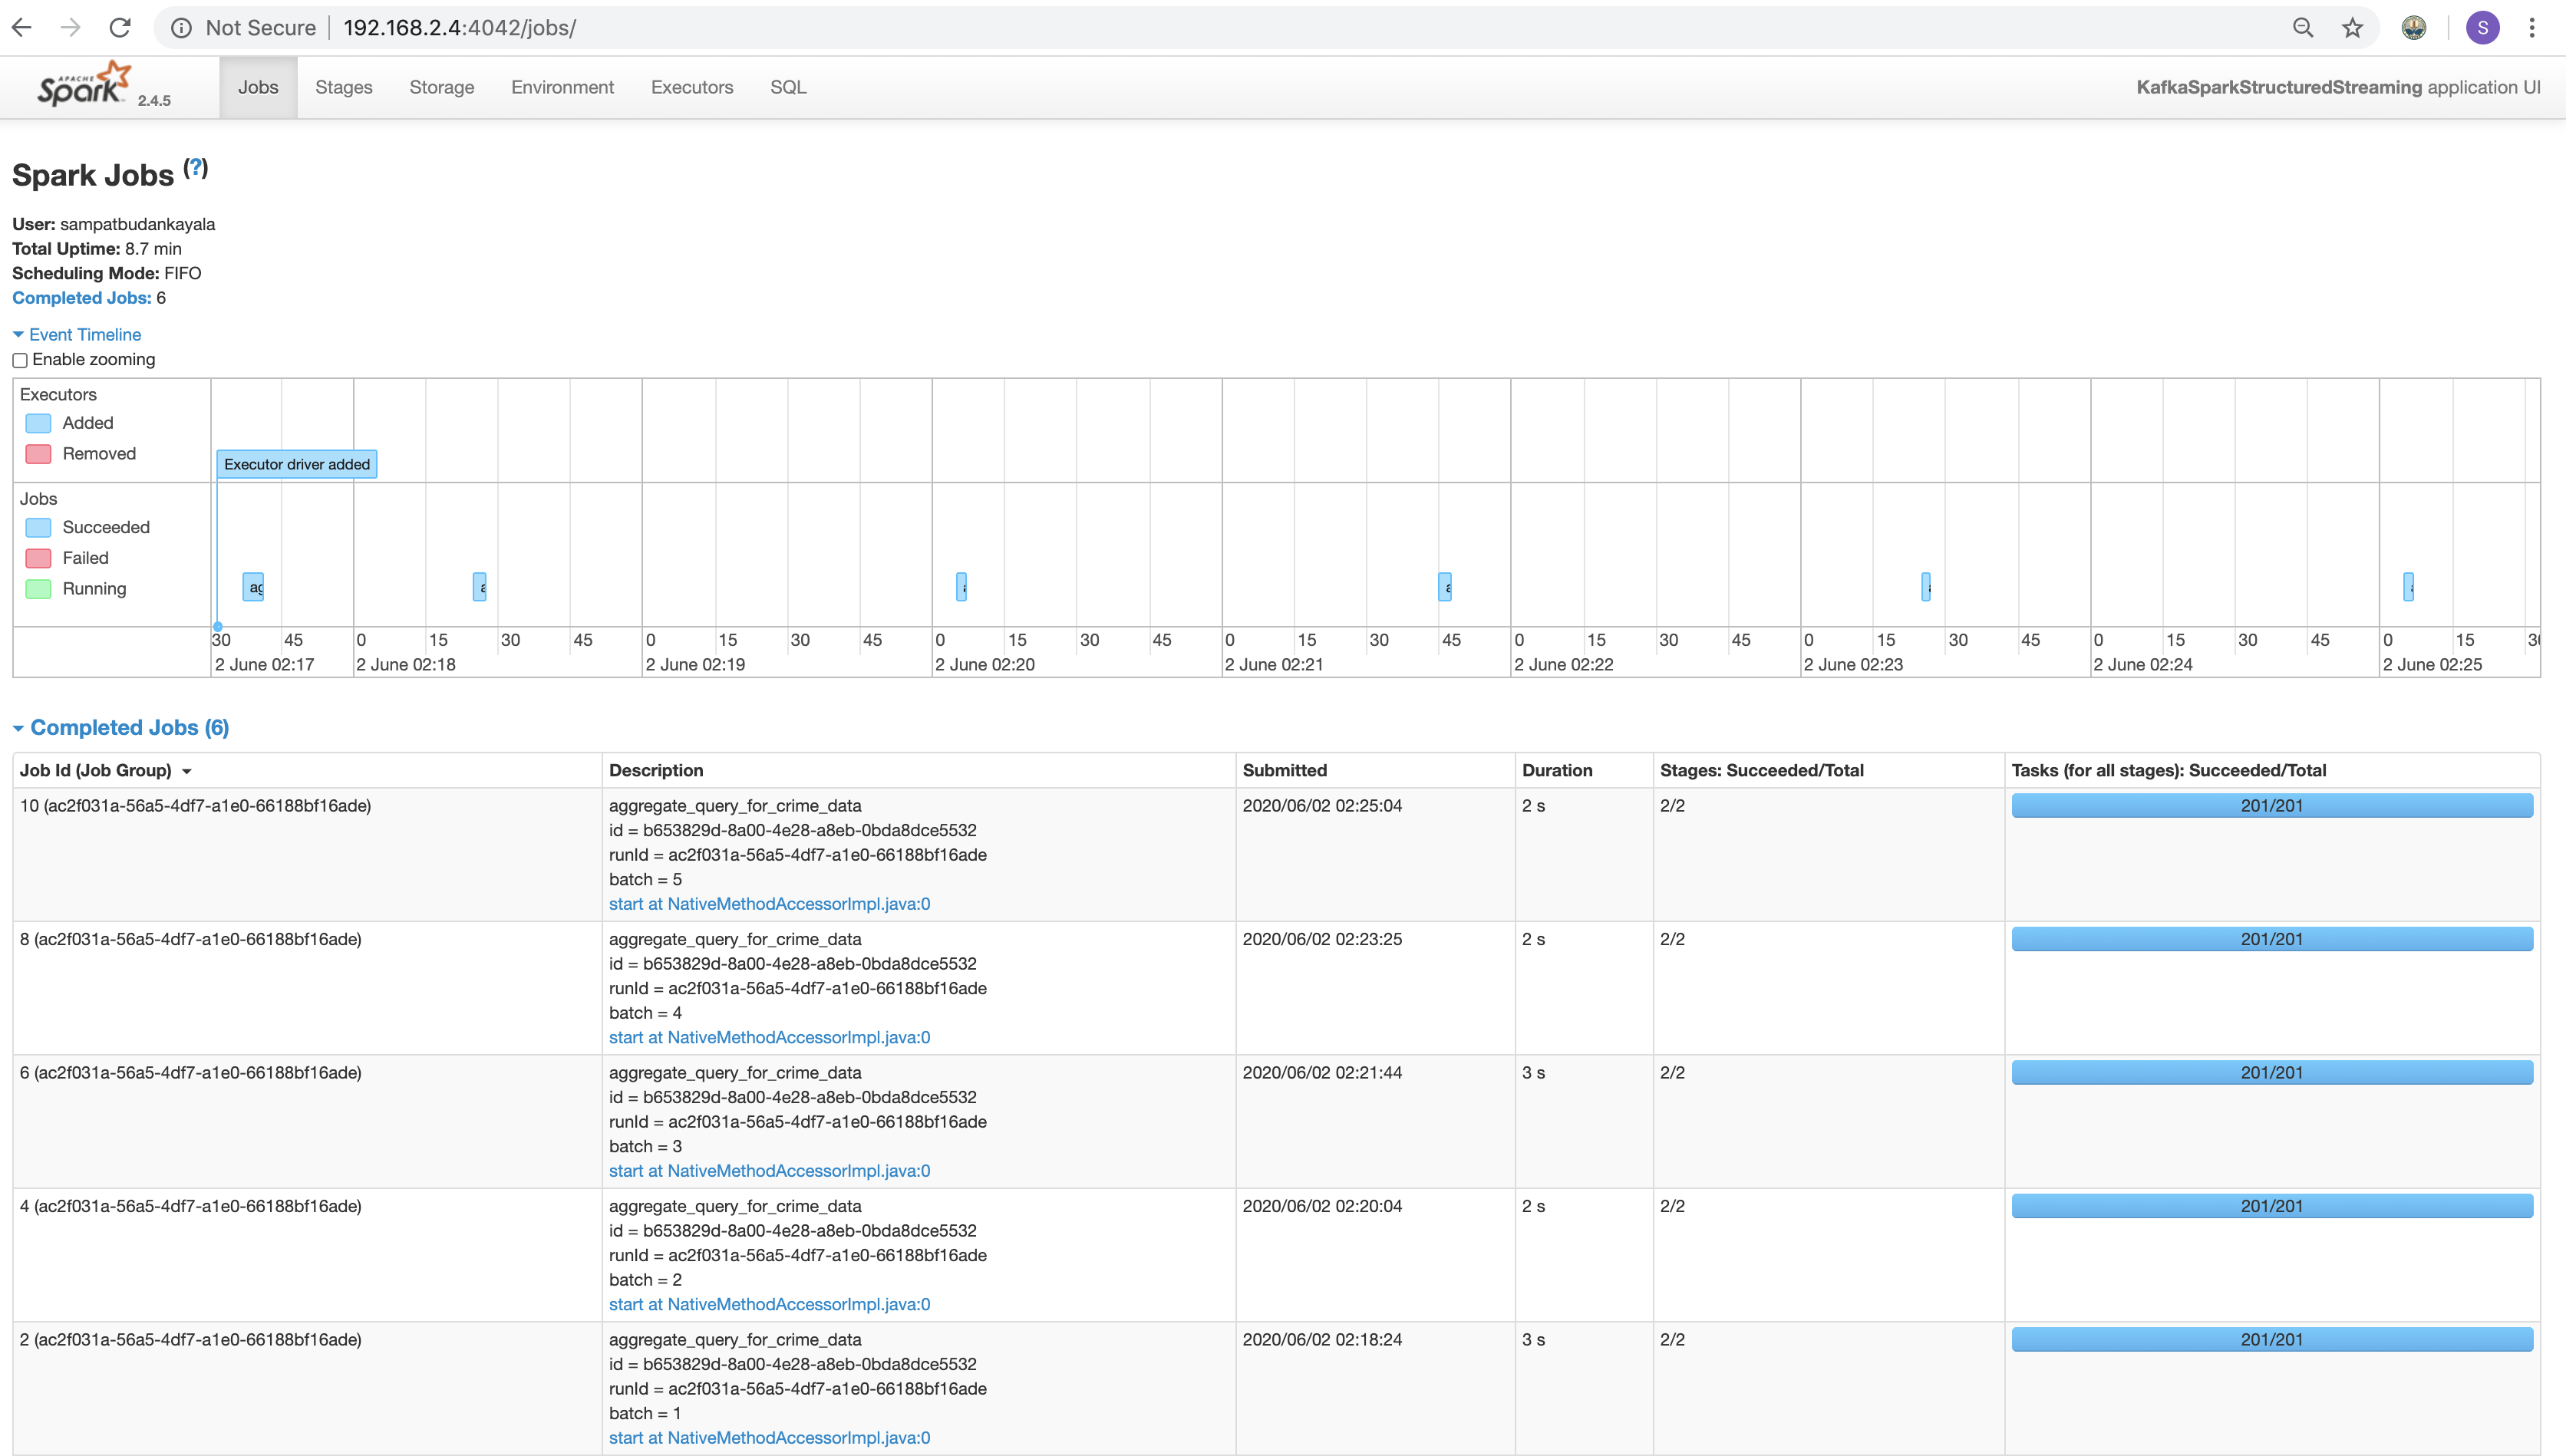 Not Secure | 192.168.2.4:4042/jobs/
S
APACHE Spark 2.4.5 Jobs Stages Storage Environment Executors SQL KafkaSparkStructuredStreaming application UI
Spark Jobs (?)
User: sampatbudankayala
Total Uptime: 8.7 min
Scheduling Mode: FIFO
Completed Jobs: 6
Event Timeline
Enable zooming
Executors
Added
Removed
Executor driver added
Jobs
Succeeded
Failed
Running
30 45 0 15 30 45 0 15 30 45 0 15 30 45 0 15 30 45 0 15 30 45 0 15 30 45 0 15 30 45 0 15
2 June 02:17 2 June 02:18 2 June 02:19 2 June 02:20 2 June 02:21 2 June 02:22 2 June 02:23 2 June 02:24 2 June 02:25
Completed Jobs (6)
Job Id (Job Group) Description Submitted Duration Stages: Succeeded/Total Tasks (for all stages): Succeeded/Total
10 (ac2f031a-56a5-4df7-a1e0-66188bf16ade) aggregate_query_for_crime_data 2020/06/02 02:25:04 2 s 2/2 201/201
id = b653829d-8a00-4e28-a8eb-0bda8dce5532
runId = ac2f031a-56a5-4df7-a1e0-66188bf16ade
batch = 5
start at NativeMethodAccessorImpl.java:0
8 (ac2f031a-56a5-4df7-a1e0-66188bf16ade) aggregate_query_for_crime_data 2020/06/02 02:23:25 2 s 2/2 201/201
id = b653829d-8a00-4e28-a8eb-0bda8dce5532
runId = ac2f031a-56a5-4df7-a1e0-66188bf16ade
batch = 4
start at NativeMethodAccessorImpl.java:0
6 (ac2f031a-56a5-4df7-a1e0-66188bf16ade) aggregate_query_for_crime_data 2020/06/02 02:21:44 3 s 2/2 201/201
id = b653829d-8a00-4e28-a8eb-0bda8dce5532
runId = ac2f031a-56a5-4df7-a1e0-66188bf16ade
batch = 3
start at NativeMethodAccessorImpl.java:0
4 (ac2f031a-56a5-4df7-a1e0-66188bf16ade) aggregate_query_for_crime_data 2020/06/02 02:20:04 2 s 2/2 201/201
id = b653829d-8a00-4e28-a8eb-0bda8dce5532
runId = ac2f031a-56a5-4df7-a1e0-66188bf16ade
batch = 2
start at NativeMethodAccessorImpl.java:0
2 (ac2f031a-56a5-4df7-a1e0-66188bf16ade) aggregate_query_for_crime_data 2020/06/02 02:18:24 3 s 2/2 201/201
id = b653829d-8a00-4e28-a8eb-0bda8dce5532
runId = ac2f031a-56a5-4df7-a1e0-66188bf16ade
batch = 1
start at NativeMethodAccessorImpl.java:0